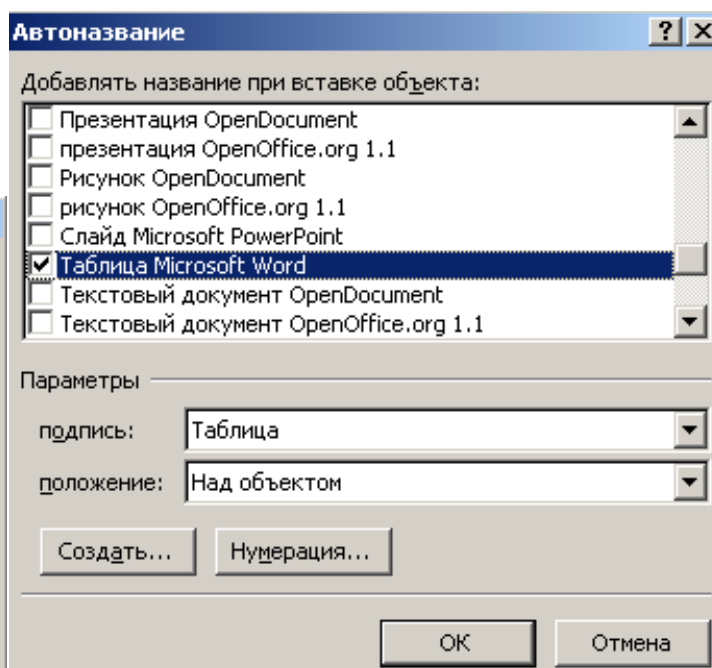 Автоназвание
Добавлять название при вставке объекта:
Презентация OpenDocument
презентация OpenOffice.org 1.1
Рисунок OpenDocument
рисунок OpenOffice.org 1.1
Слайд Microsoft PowerPoint
Таблица Microsoft Word
Текстовый документ OpenDocument
Текстовый документ OpenOffice.org 1.1
Параметры
подпись: Таблица
положение: Над объектом
Создать... Нумерация...
ОК Отмена